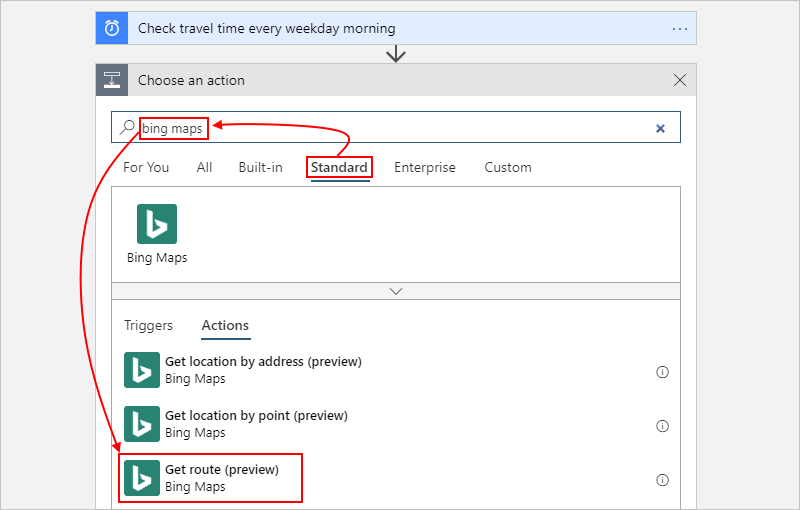 Check travel time every weekday morning
Choose an action
bing maps
For You All Built-in Standard Enterprise Custom
Bing Maps
Triggers Actions
Get location by address (preview)
Bing Maps
Get location by point (preview)
Bing Maps
Get route (preview)
Bing Maps